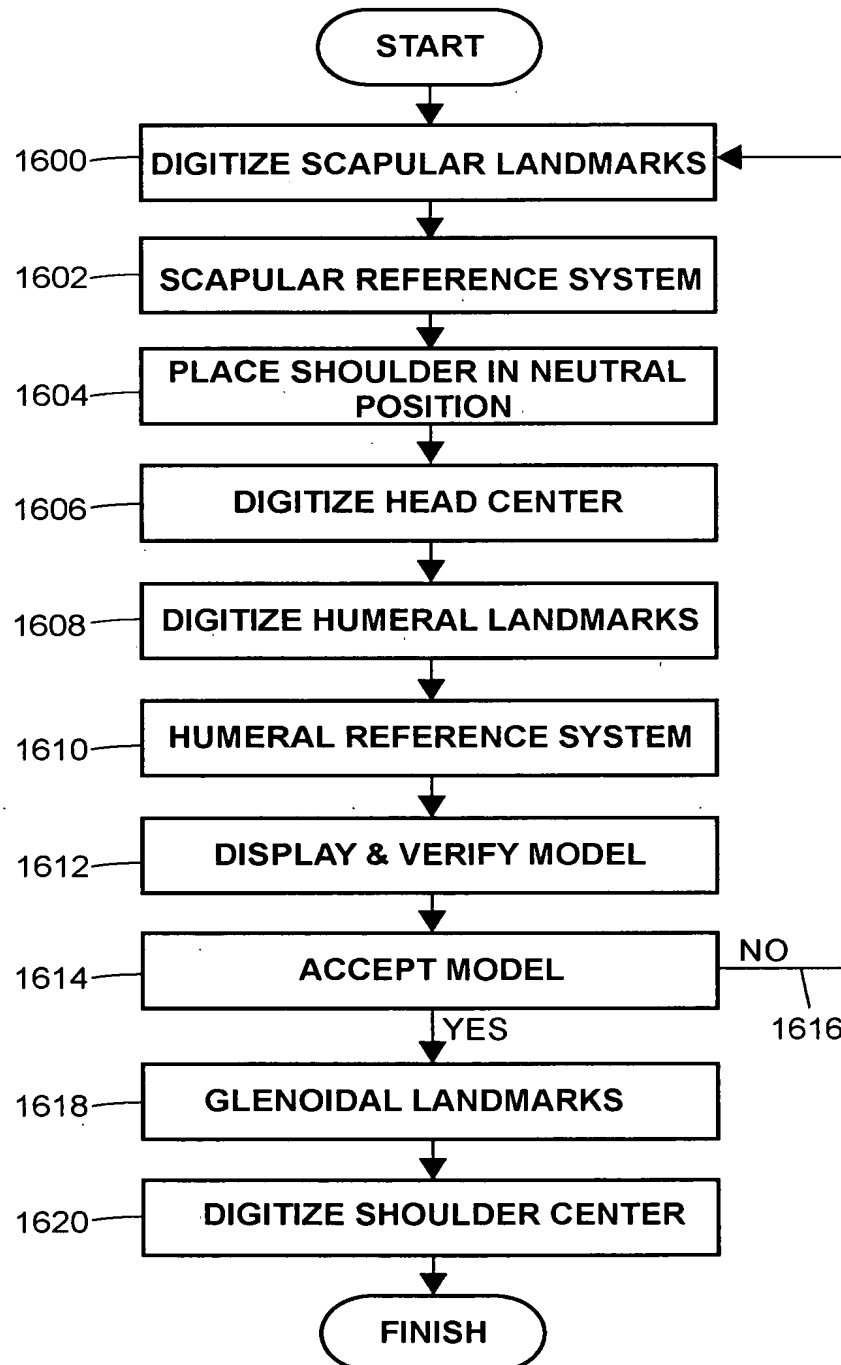 START
1600
DIGITIZE SCAPULAR LANDMARKS
1602
SCAPULAR REFERENCE SYSTEM
1604
PLACE SHOULDER IN NEUTRAL
POSITION
1606
DIGITIZE HEAD CENTER
1608
DIGITIZE HUMERAL LANDMARKS
1610
HUMERAL REFERENCE SYSTEM
1612
DISPLAY & VERIFY MODEL
1614
ACCEPT MODEL
NO
1616
YES
1618
GLENOIDAL LANDMARKS
1620
DIGITIZE SHOULDER CENTER
FINISH